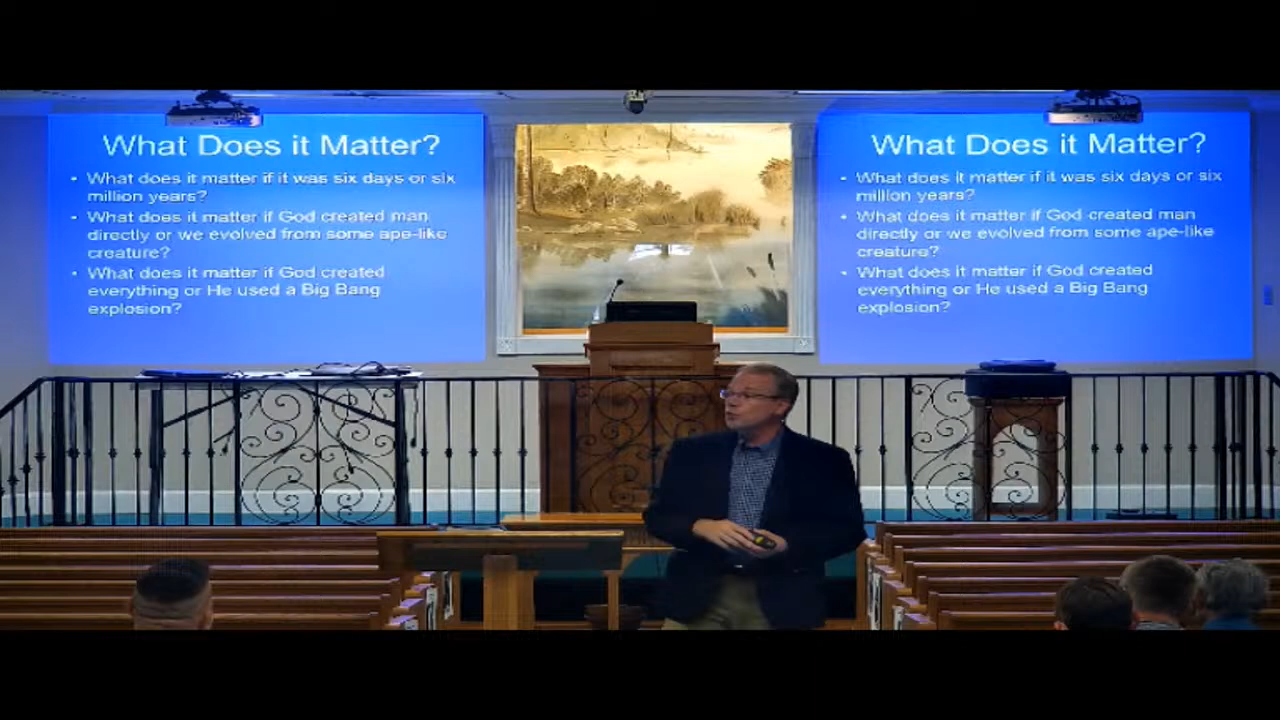 What Does it Matter?
• What does it matter if it was six days or six
million years?
• What does it matter if God created man
directly or we evolved from some ape-like
creature?
• What does it matter if God created
everything or He used a Big Bang
explosion?
What Does it Matter?
• What does it matter if it was six days or six
million years?
• What does it matter if God created man
directly or we evolved from some ape-like
creature?
• What does it matter if God created
everything or He used a Big Bang
explosion?